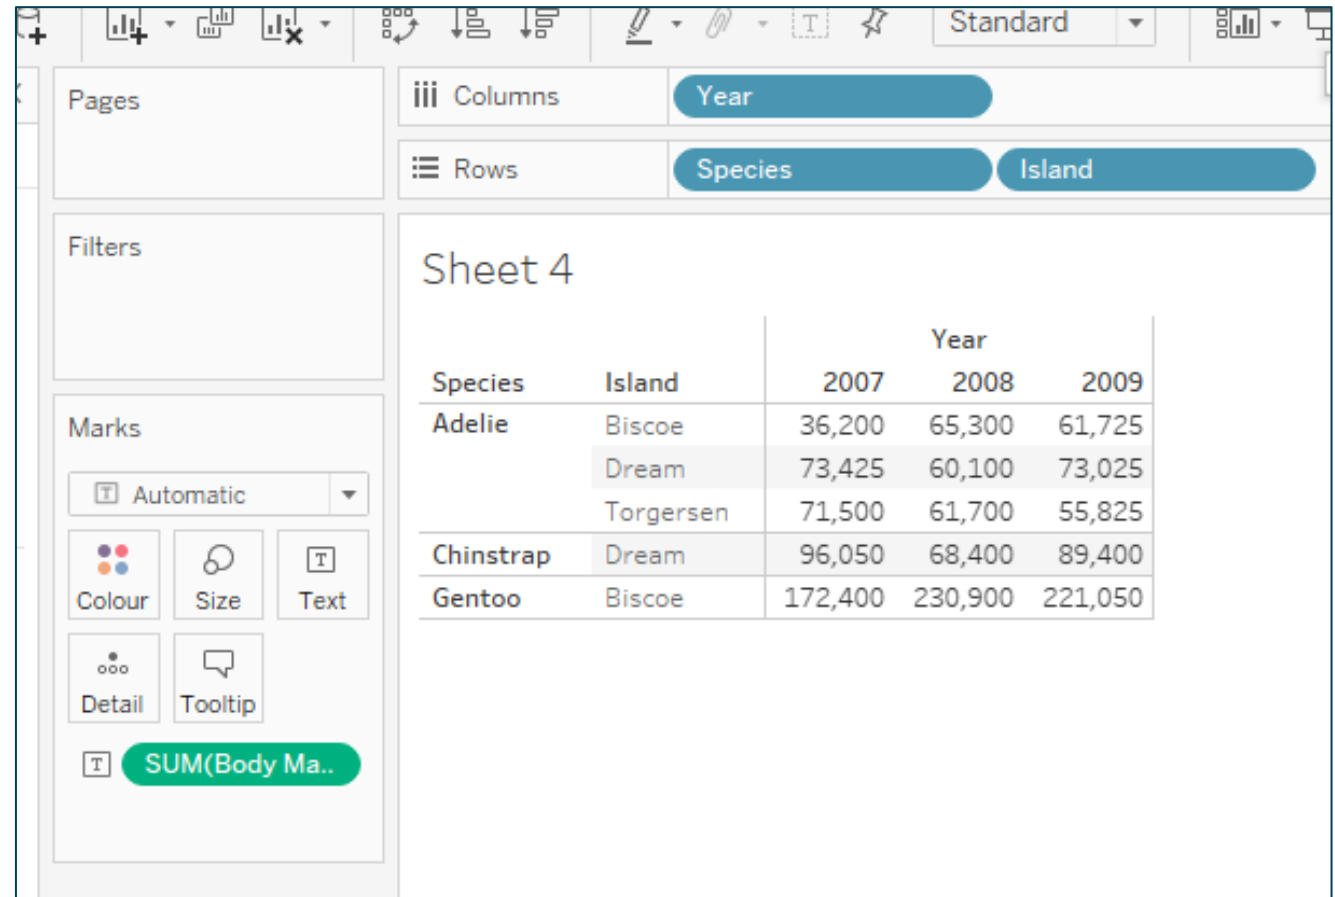 Standard
Pages
Columns
Year
Rows
Species
Island
Filters
Sheet 4
Year
Species Island 2007 2008 2009
Adelie Biscoe 36,200 65,300 61,725
Dream 73,425 60,100 73,025
Torgersen 71,500 61,700 55,825
Chinstrap Dream 96,050 68,400 89,400
Gentoo Biscoe 172,400 230,900 221,050
Marks
T Automatic
T
Colour Size Text
Detail Tooltip
T SUM(Body Ma..